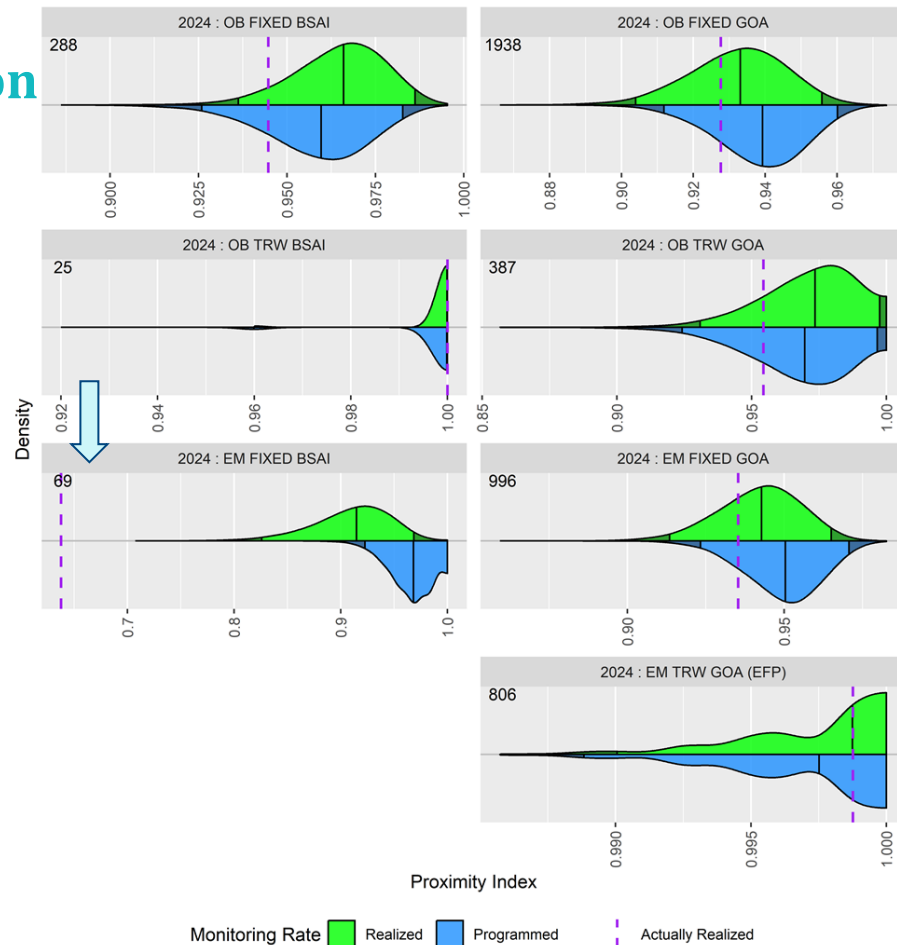 on
2024 : OB FIXED BSAI
288
0.900 0.925 0.950 0.975 1.000
2024 : OB FIXED GOA
1938
0.88 0.90 0.92 0.94 0.96
2024 : OB TRW BSAI
25
0.92 0.94 0.96 0.98 1.00
2024 : OB TRW GOA
387
0.85 0.90 0.95 1.00
Density
2024 : EM FIXED BSAI
69
0.7 0.8 0.9 1.0
2024 : EM FIXED GOA
996
0.90 0.95
2024 : EM TRW GOA (EFP)
806
0.990 0.995 1.000
Proximity Index
Monitoring Rate Realized Programmed Actually Realized